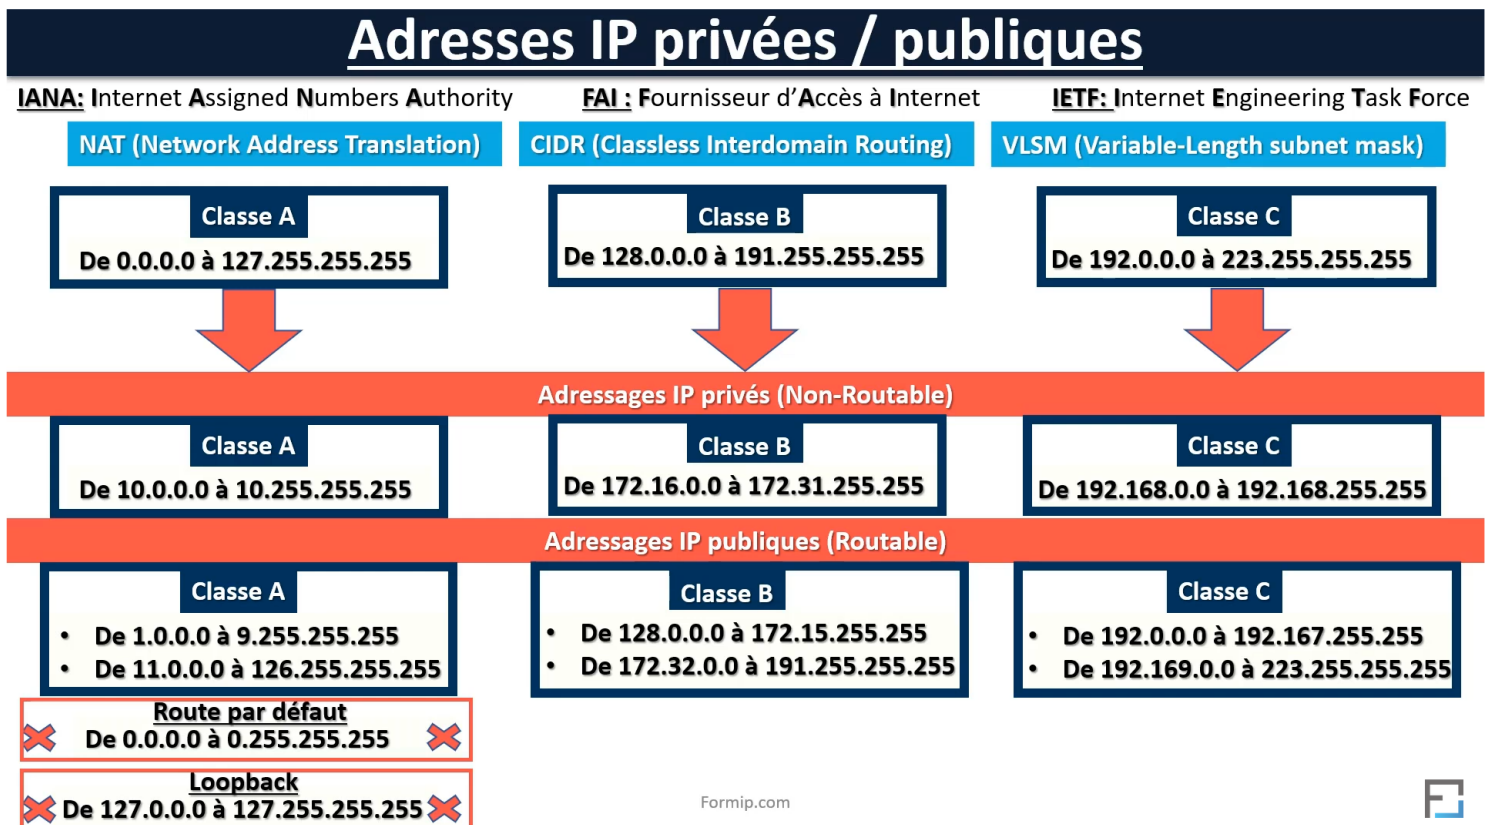 Adresses IP privées / publiques
IANA: Internet Assigned Numbers Authority
FAI : Fournisseur d'Accès à Internet
IETF: Internet Engineering Task Force
NAT (Network Address Translation)
CIDR (Classless Interdomain Routing)
VLSM (Variable-Length subnet mask)
Classe A
De 0.0.0.0 à 127.255.255.255
Classe B
De 128.0.0.0 à 191.255.255.255
Classe C
De 192.0.0.0 à 223.255.255.255
Adressages IP privés (Non-Routable)
Classe A
De 10.0.0.0 à 10.255.255.255
Classe B
De 172.16.0.0 à 172.31.255.255
Classe C
De 192.168.0.0 à 192.168.255.255
Adressages IP publiques (Routable)
Classe A
• De 1.0.0.0 à 9.255.255.255
• De 11.0.0.0 à 126.255.255.255
Classe B
• De 128.0.0.0 à 172.15.255.255
• De 172.32.0.0 à 191.255.255.255
Classe C
• De 192.0.0.0 à 192.167.255.255
• De 192.169.0.0 à 223.255.255.255
Route par défaut
De 0.0.0.0 à 0.255.255.255
Loopback
De 127.0.0.0 à 127.255.255.255
Formip.com